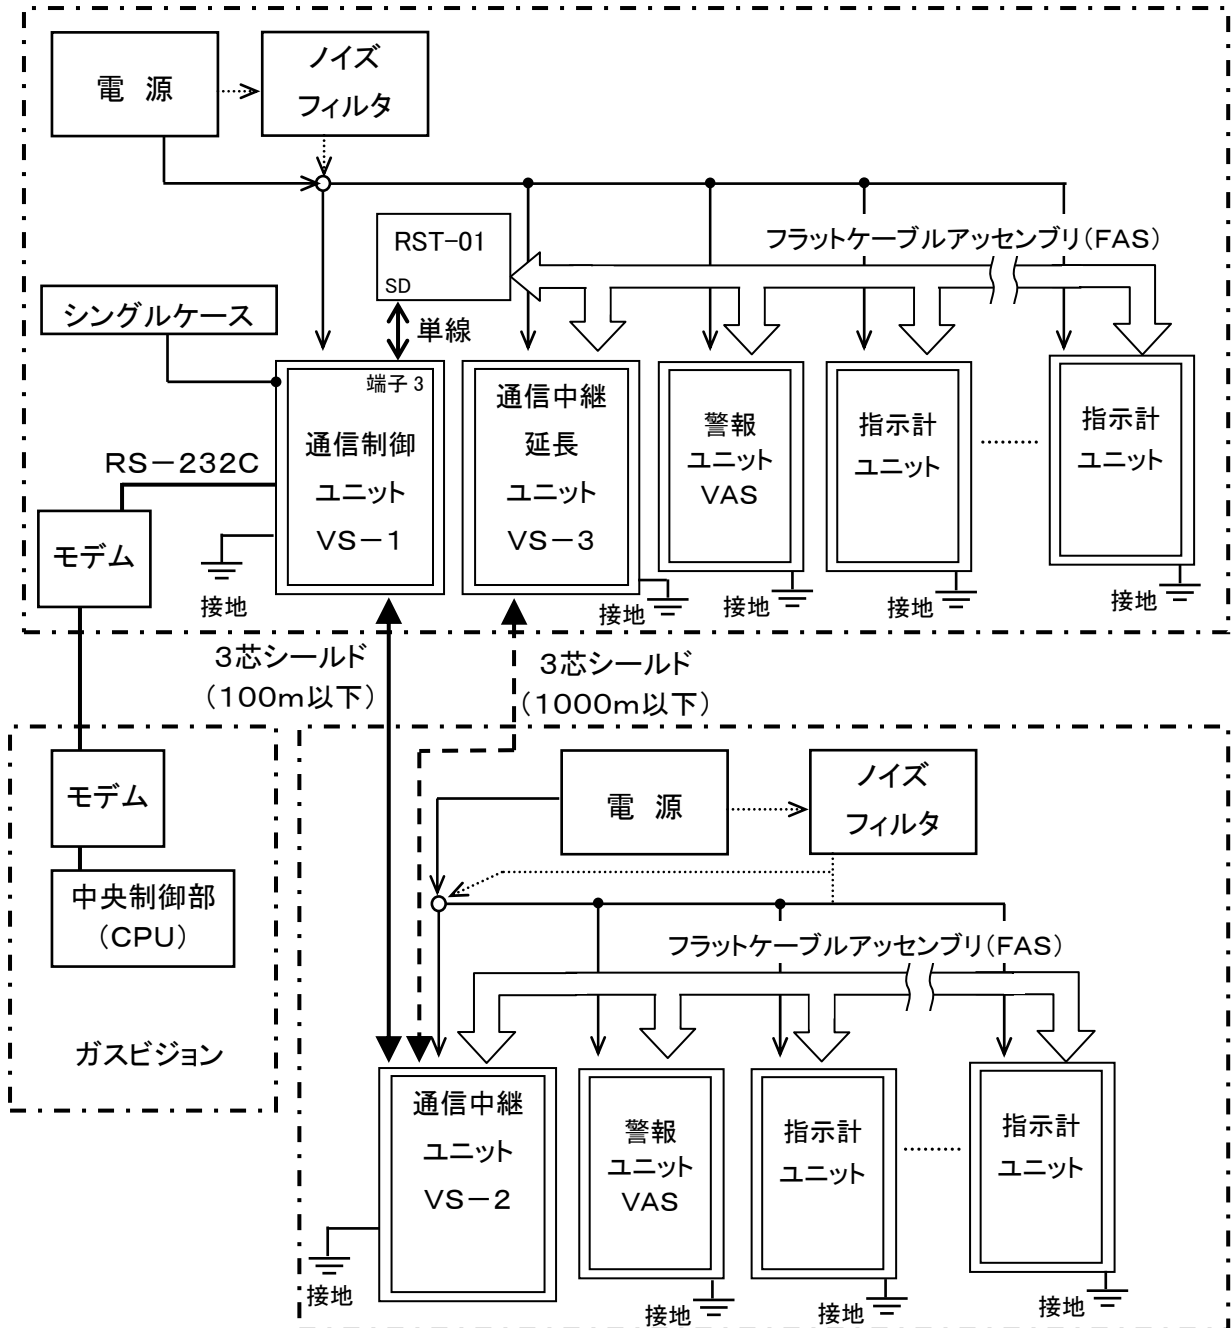 電 源
ノイズ
フィルタ
RST-01
SD
フラットケーブルアッセンブリ(FAS)
シングルケース
単線
端子 3
通信制御
ユニット
VS-1
通信中継
延長
ユニット
VS-3
警報
ユニット
VAS
指示計
ユニット
指示計
ユニット
RS-232C
モデム
接地
接地
接地
接地
接地
3芯シールド
(100m以下)
3芯シールド
(1000m以下)
モデム
中央制御部
(CPU)
ガスビジョン
電 源
ノイズ
フィルタ
フラットケーブルアッセンブリ(FAS)
通信中継
ユニット
VS-2
警報
ユニット
VAS
指示計
ユニット
指示計
ユニット
接地
接地
接地
接地